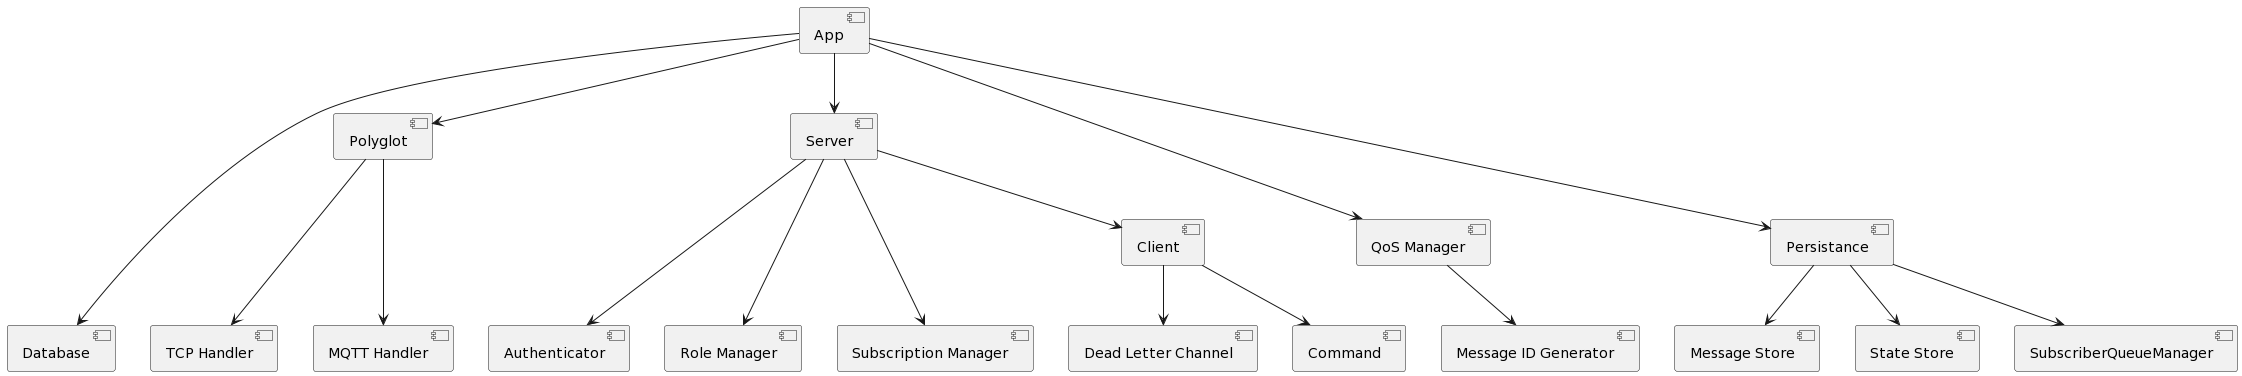 App
Polyglot
Server
Client
QoS Manager
Persistance
Database
TCP Handler
MQTT Handler
Authenticator
Role Manager
Subscription Manager
Dead Letter Channel
Command
Message ID Generator
Message Store
State Store
SubscriberQueueManager